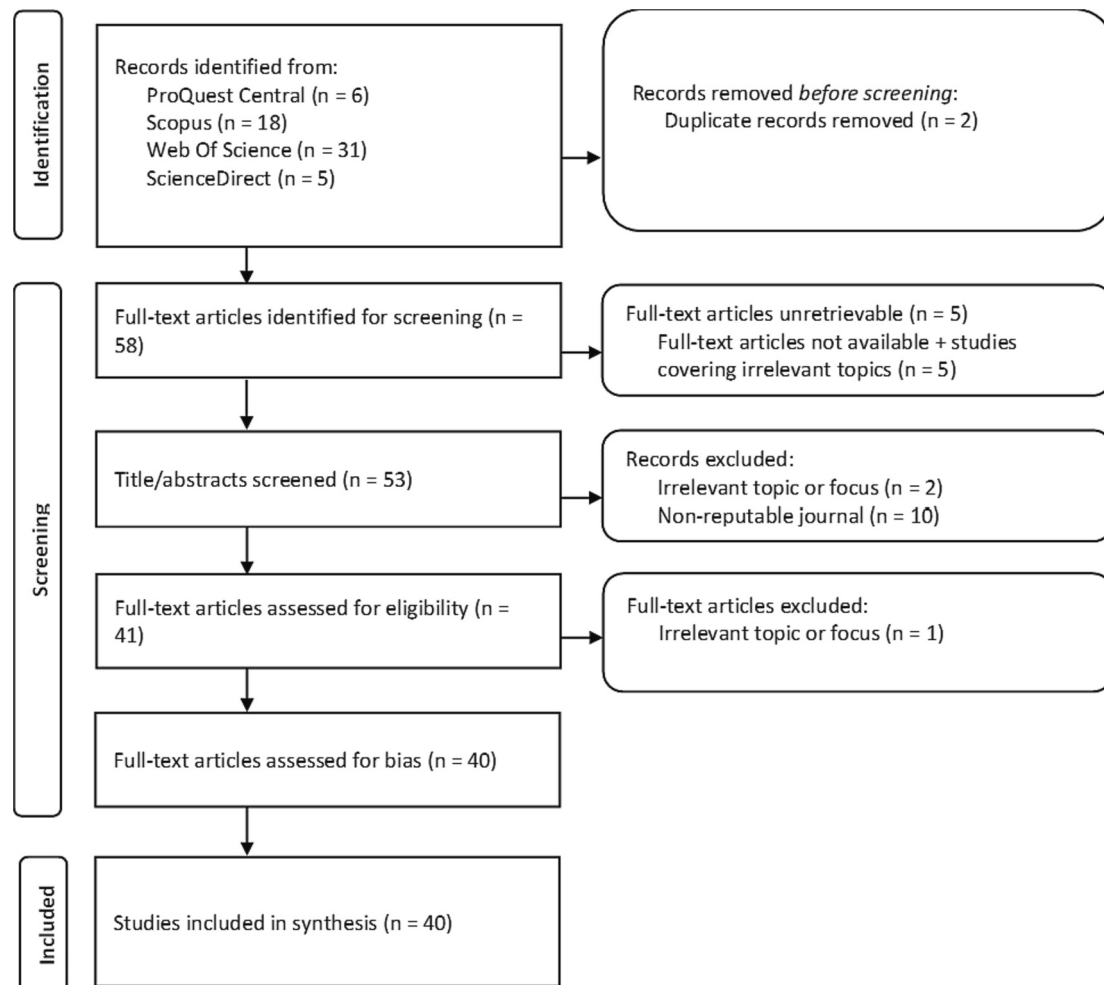 Identification
Records identified from:
ProQuest Central (n = 6)
Scopus (n = 18)
Web Of Science (n = 31)
ScienceDirect (n = 5)
Records removed before screening:
Duplicate records removed (n = 2)
Screening
Full-text articles identified for screening (n =
58)
Full-text articles unretrievable (n = 5)
Full-text articles not available + studies
covering irrelevant topics (n = 5)
Title/abstracts screened (n = 53)
Records excluded:
Irrelevant topic or focus (n = 2)
Non-reputable journal (n = 10)
Full-text articles assessed for eligibility (n =
41)
Full-text articles excluded:
Irrelevant topic or focus (n = 1)
Full-text articles assessed for bias (n = 40)
Included
Studies included in synthesis (n = 40)